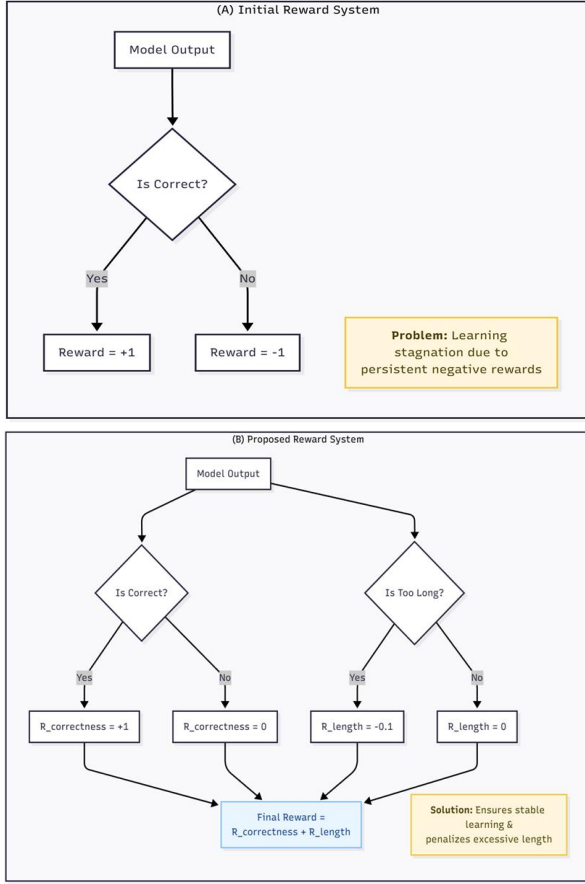 (A) Initial Reward System
Model Output
Is Correct?
Yes
No
Reward = +1
Reward = -1
Problem: Learning
stagnation due to
persistent negative rewards
(B) Proposed Reward System
Model Output
Is Correct?
Is Too Long?
Yes
No
Yes
No
R_correctness = +1
R_correctness = 0
R_length = -0.1
R_length = 0
Final Reward =
R_correctness + R_length
Solution: Ensures stable
learning &
penalizes excessive length